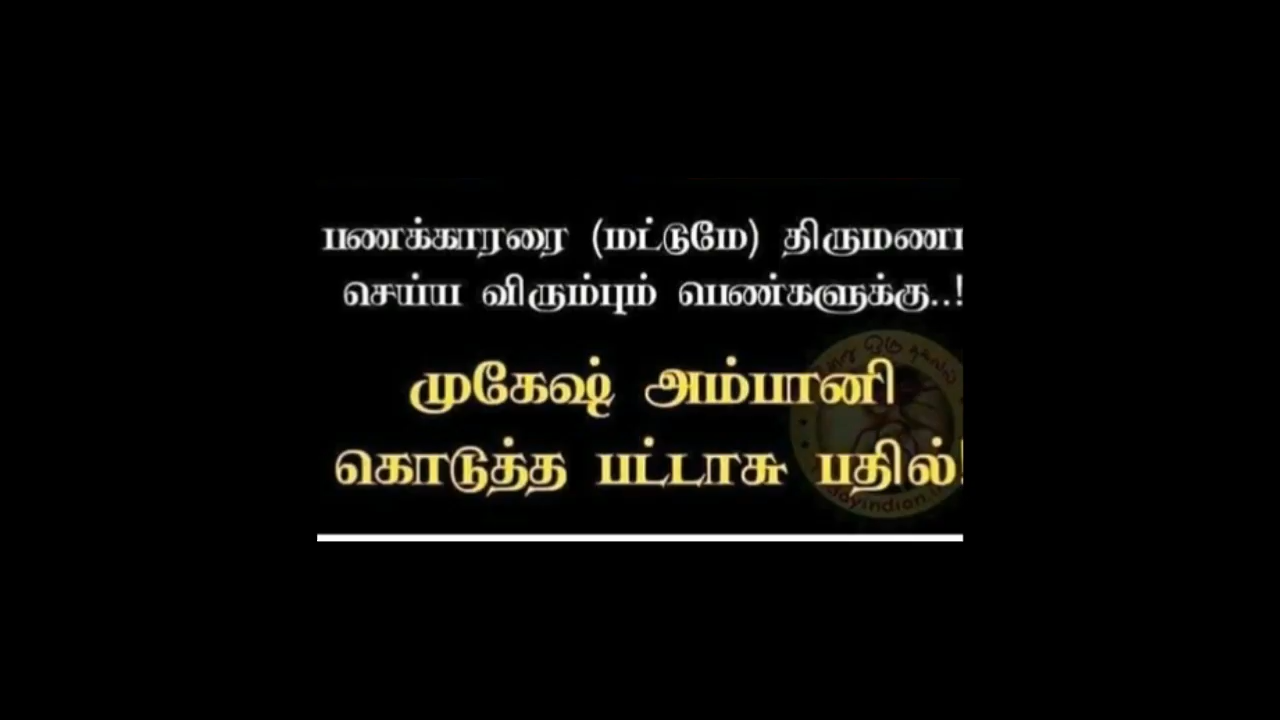 பணக்காரரை (மட்டுமே) திருமண
செய்ய விரும்பும் பெண்களுக்கு..!
முகேஷ் அம்பானி
கொடுத்த பட்டாசு பதில்!